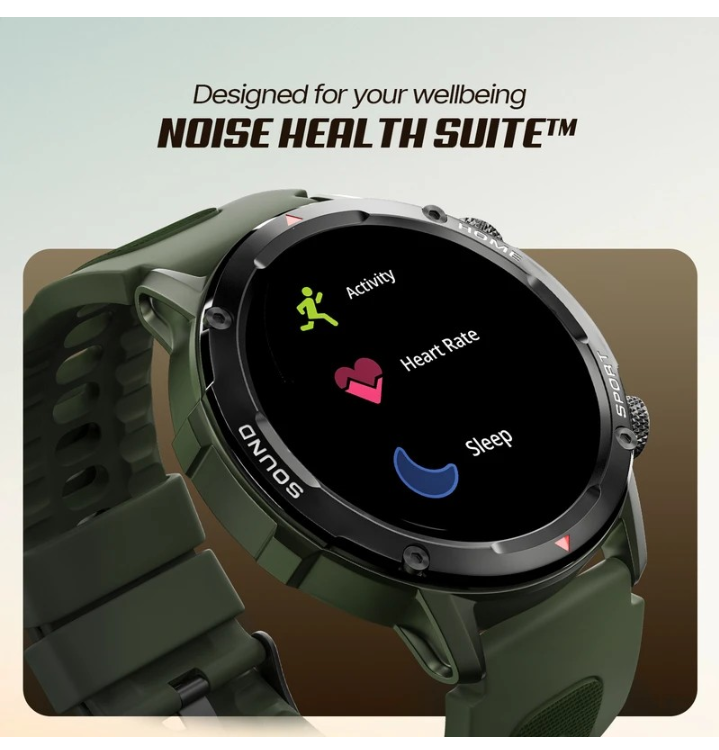 Designed for your wellbeing
NOISE HEALTH SUITE™
HOME
Activity
Heart Rate
SPORT
Sleep
SOUND